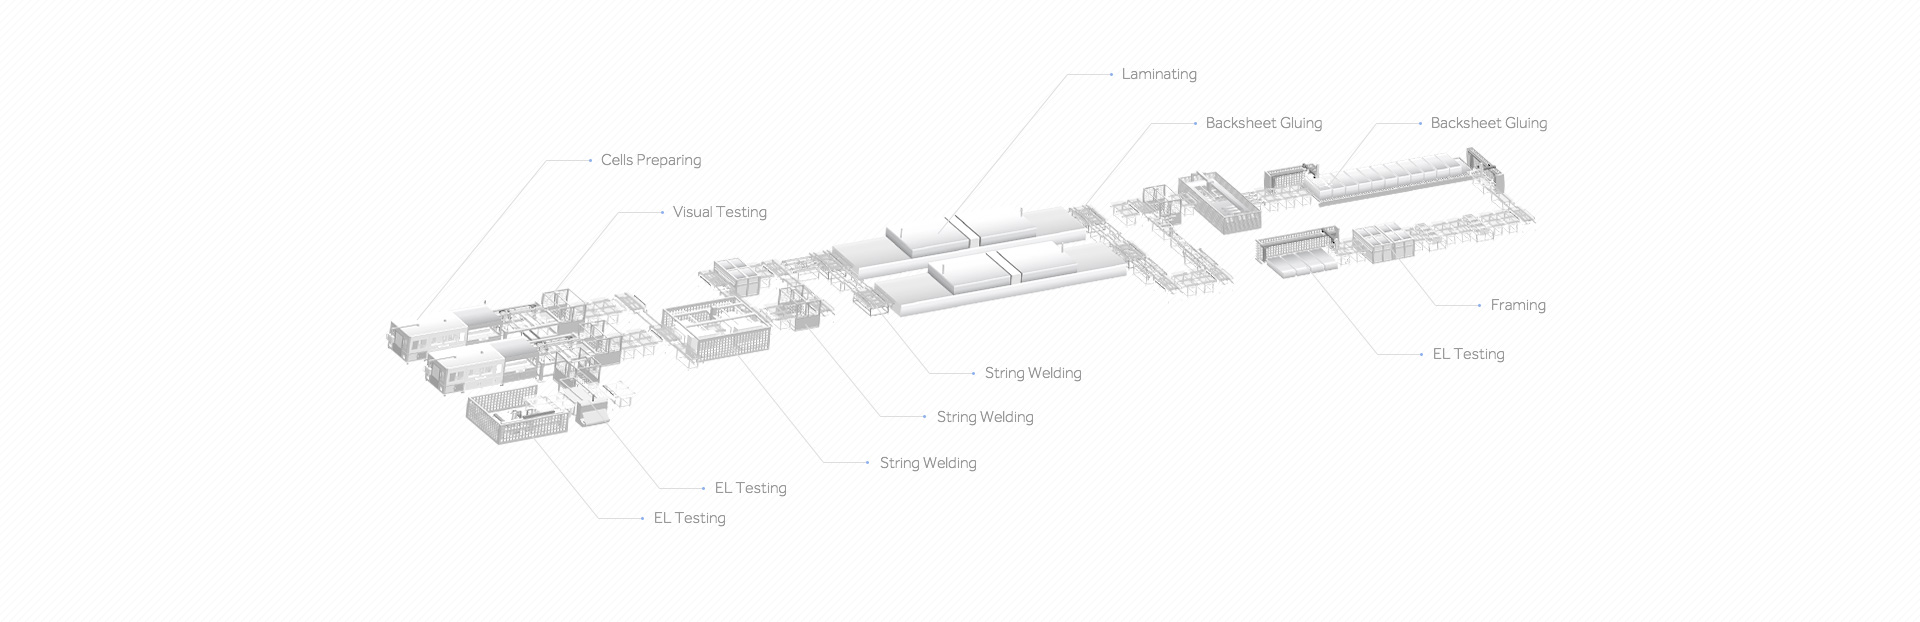 Laminating
Backsheet Gluing
Backsheet Gluing
Cells Preparing
Visual Testing
Framing
EL Testing
String Welding
String Welding
String Welding
EL Testing
EL Testing